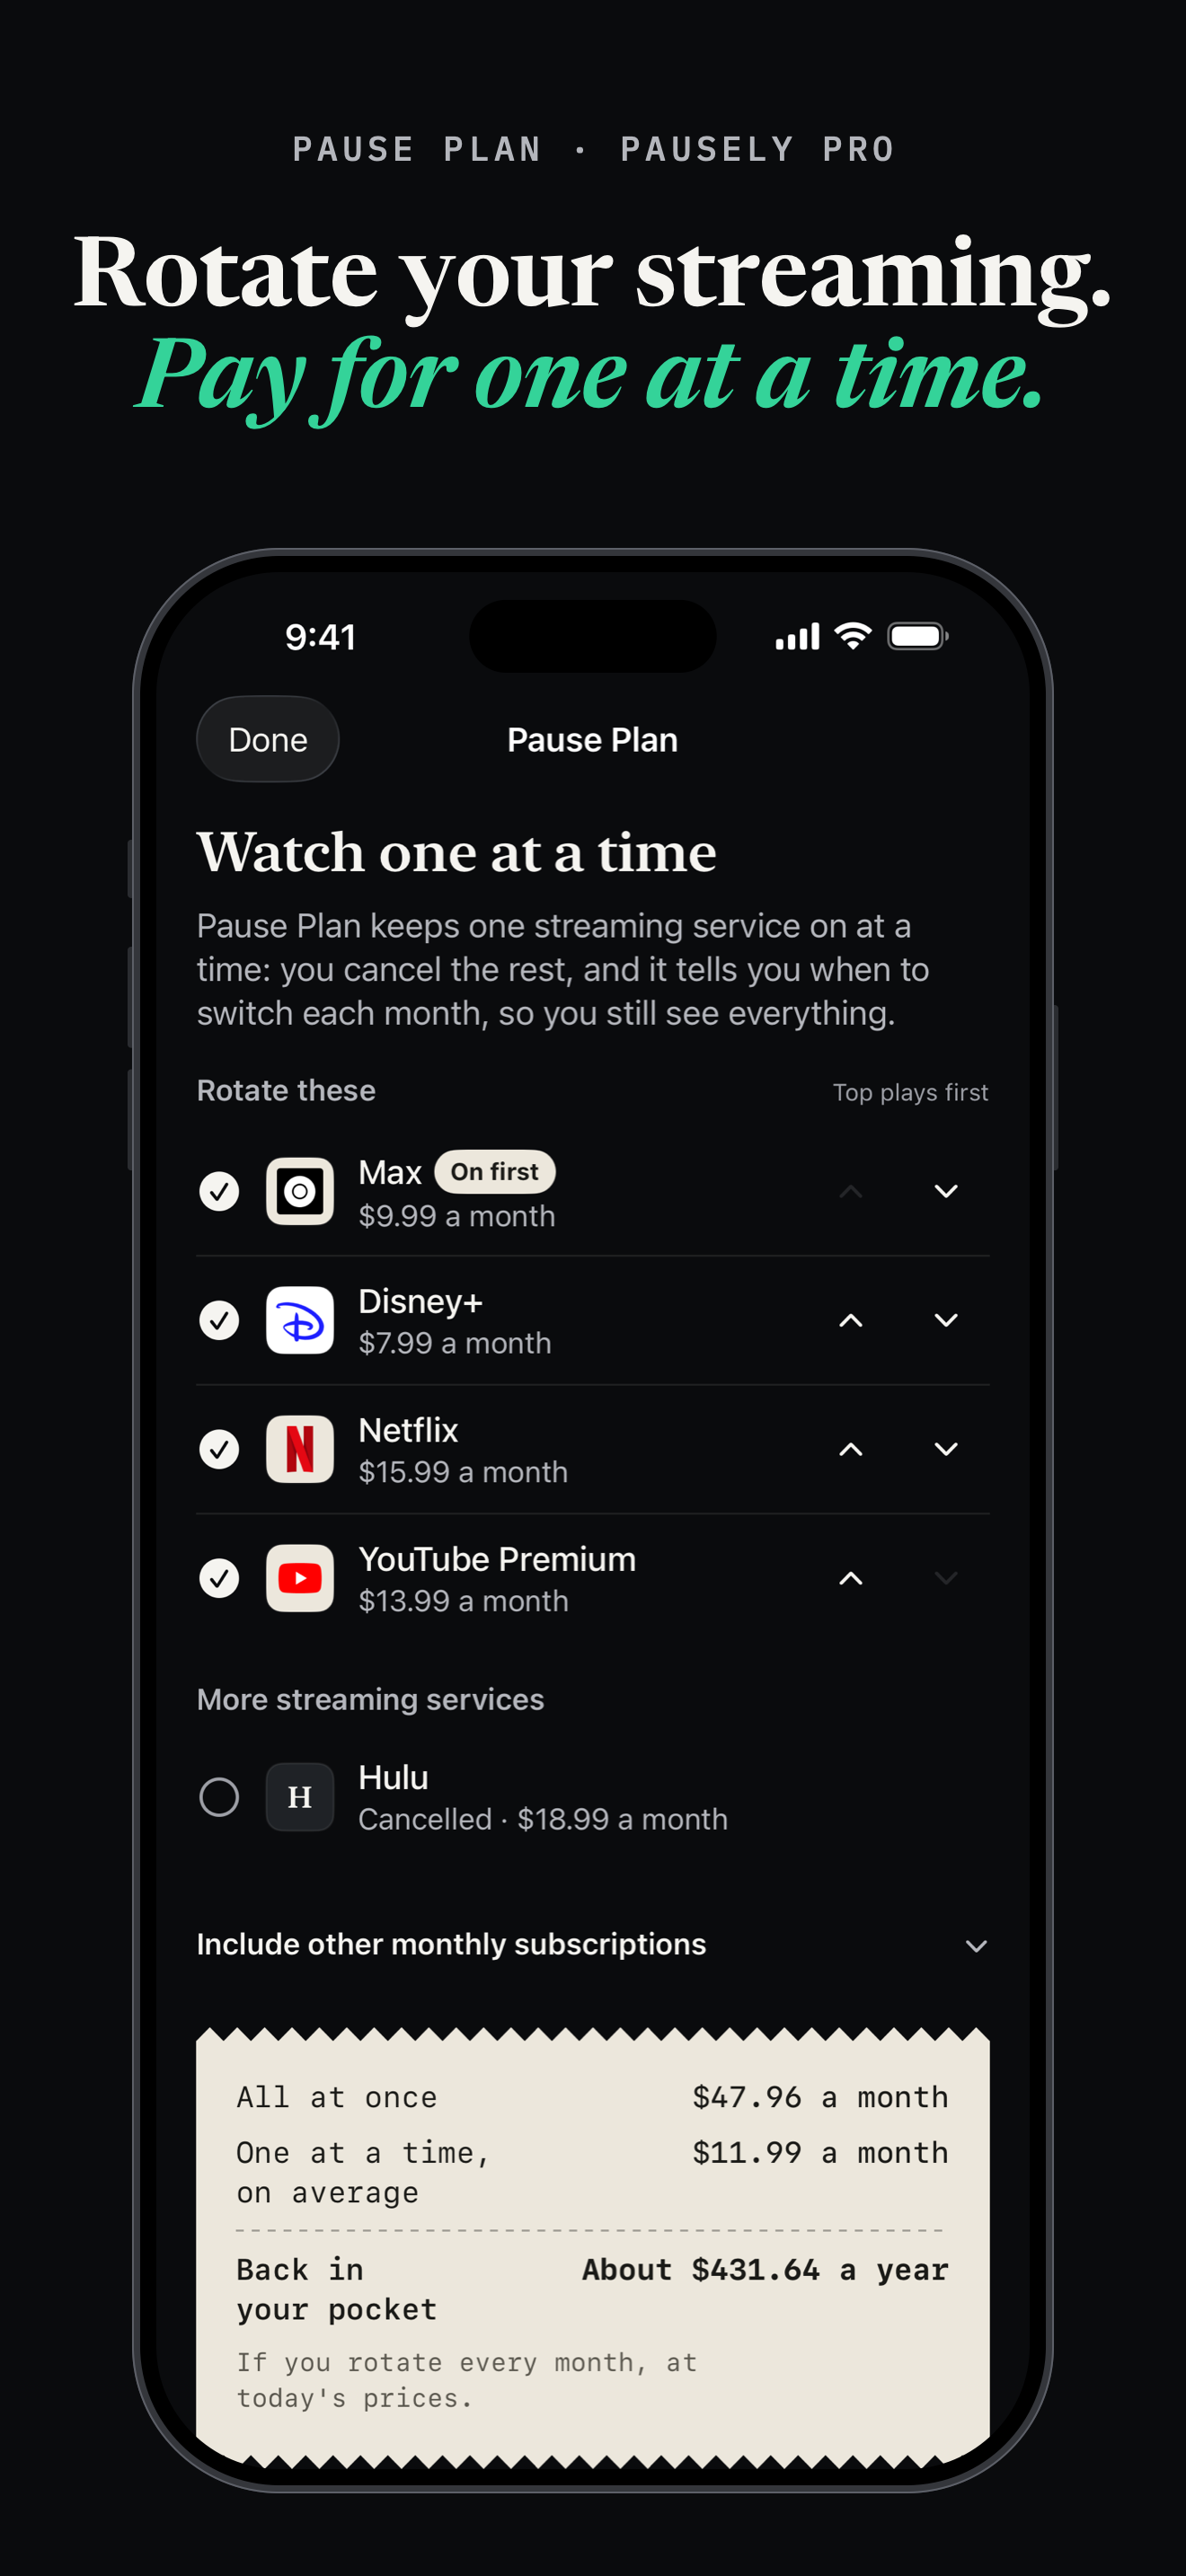 PAUSE PLAN · PAUSELY PRO
Rotate your streaming.
Pay for one at a time.
9:41
Done
Pause Plan
Watch one at a time
Pause Plan keeps one streaming service on at a
time: you cancel the rest, and it tells you when to
switch each month, so you still see everything.
Rotate these
Top plays first
Max
On first
$9.99 a month
Disney+
$7.99 a month
Netflix
$15.99 a month
YouTube Premium
$13.99 a month
More streaming services
H
Hulu
Cancelled · $18.99 a month
Include other monthly subscriptions
All at once
$47.96 a month
One at a time,
on average
$11.99 a month
Back in
your pocket
About $431.64 a year
If you rotate every month, at
today's prices.